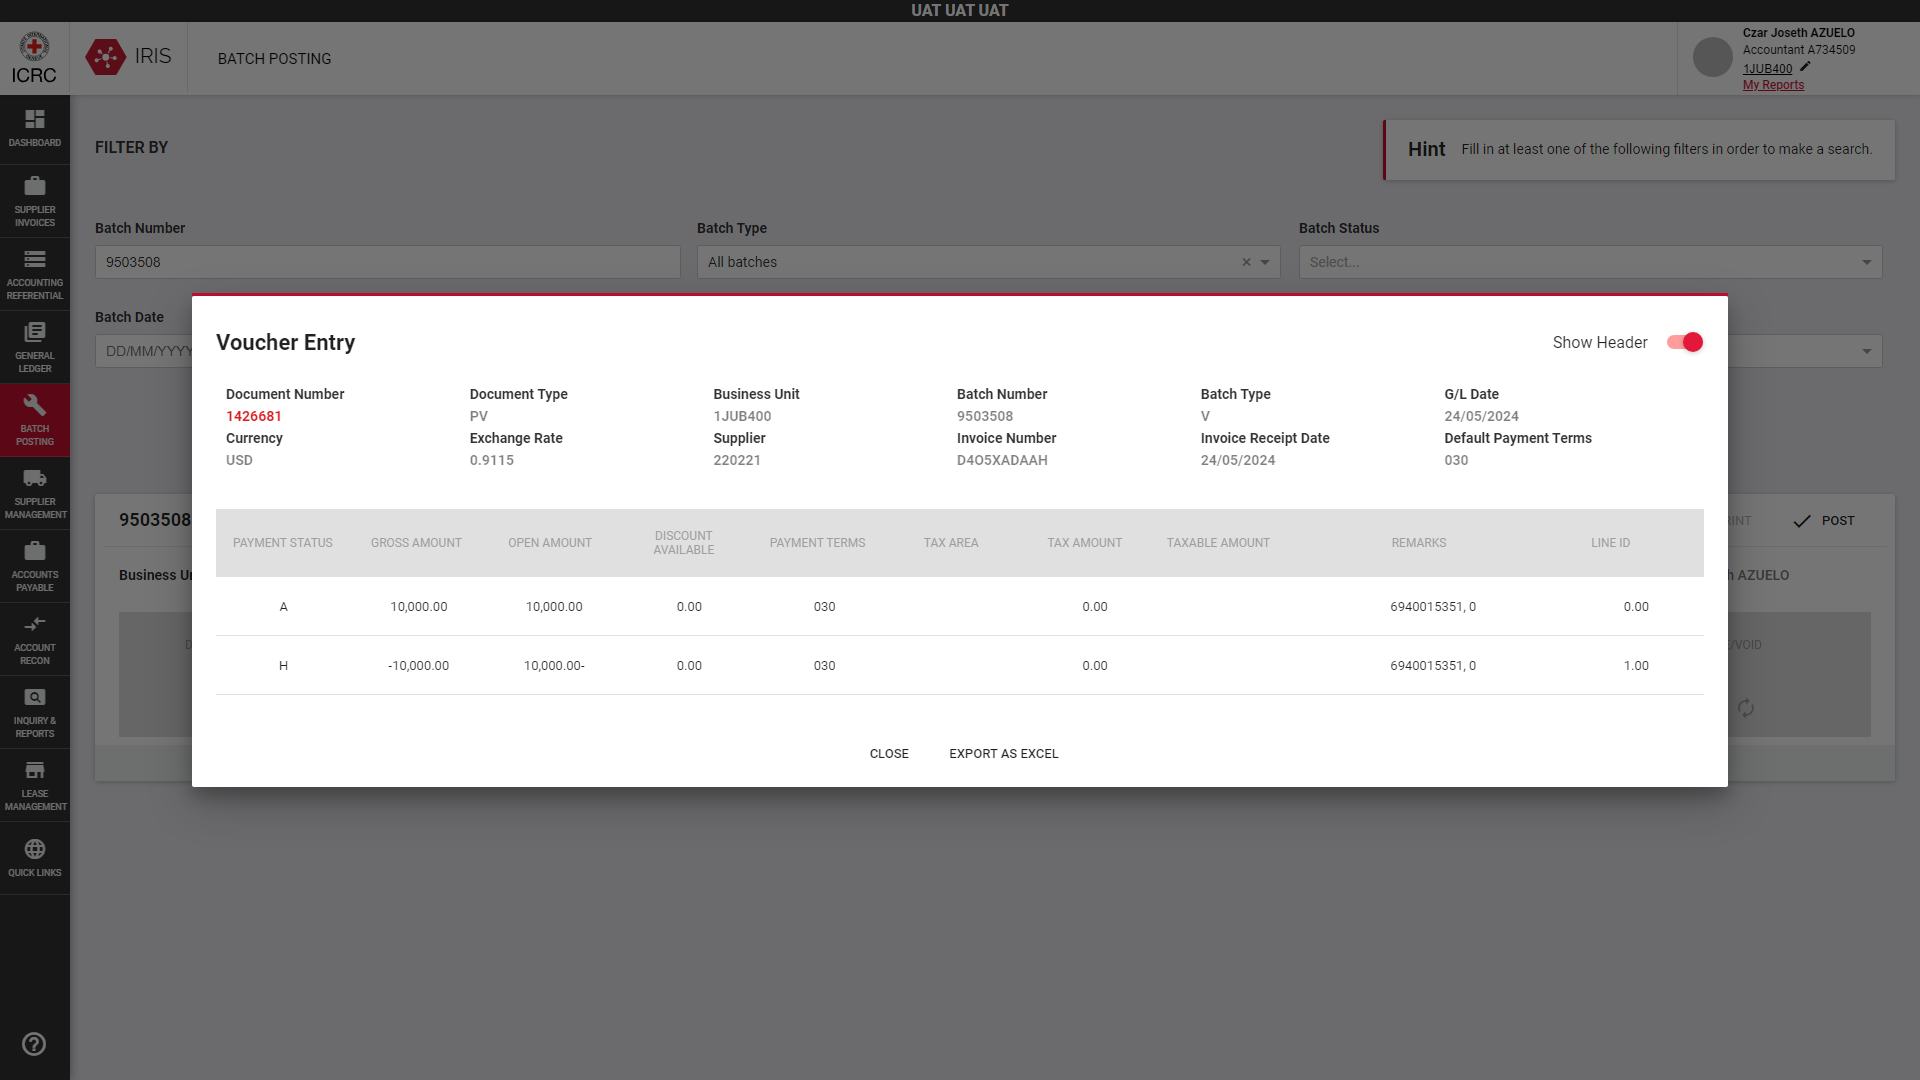 UAT UAT UAT
ICRC
IRIS
BATCH POSTING
Czar Joseth AZUELO
Accountant A734509
1JUB400
My Reports
DASHBOARD
SUPPLIER
INVOICES
ACCOUNTING
REFERENTIAL
GENERAL
LEDGER
BATCH
POSTING
SUPPLIER
MANAGEMENT
ACCOUNTS
PAYABLE
ACCOUNT
RECON
INQUIRY &
REPORTS
LEASE
MANAGEMENT
QUICK LINKS
FILTER BY
Hint Fill in at least one of the following filters in order to make a search.
Batch Number Batch Type Batch Status
9503508 All batches Select...
Batch Date
DD/MM/YYYY
Voucher Entry Show Header
Document Number Document Type Business Unit Batch Number Batch Type G/L Date
1426681 PV 1JUB400 9503508 V 24/05/2024
Currency Exchange Rate Supplier Invoice Number Invoice Receipt Date Default Payment Terms
USD 0.9115 220221 D4O5XADAAH 24/05/2024 030
PAYMENT STATUS GROSS AMOUNT OPEN AMOUNT DISCOUNT AVAILABLE PAYMENT TERMS TAX AREA TAX AMOUNT TAXABLE AMOUNT REMARKS LINE ID
A 10,000.00 10,000.00 0.00 030 0.00 6940015351, 0 0.00
H -10,000.00 10,000.00- 0.00 030 0.00 6940015351, 0 1.00
CLOSE EXPORT AS EXCEL
9503508 POST
Business
AZUELO
/VOID